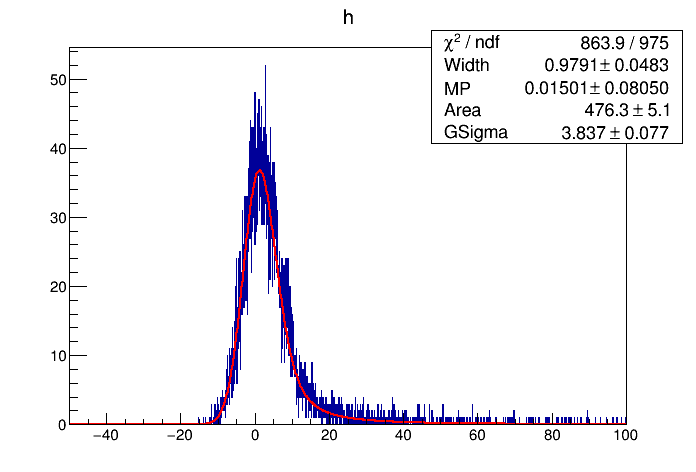 h
χ² / ndf 863.9 / 975
Width 0.9791± 0.0483
MP 0.01501± 0.08050
Area 476.3 ± 5.1
GSigma 3.837 ± 0.077
50
40
30
20
10
0
−40 −20 0 20 40 60 80 100